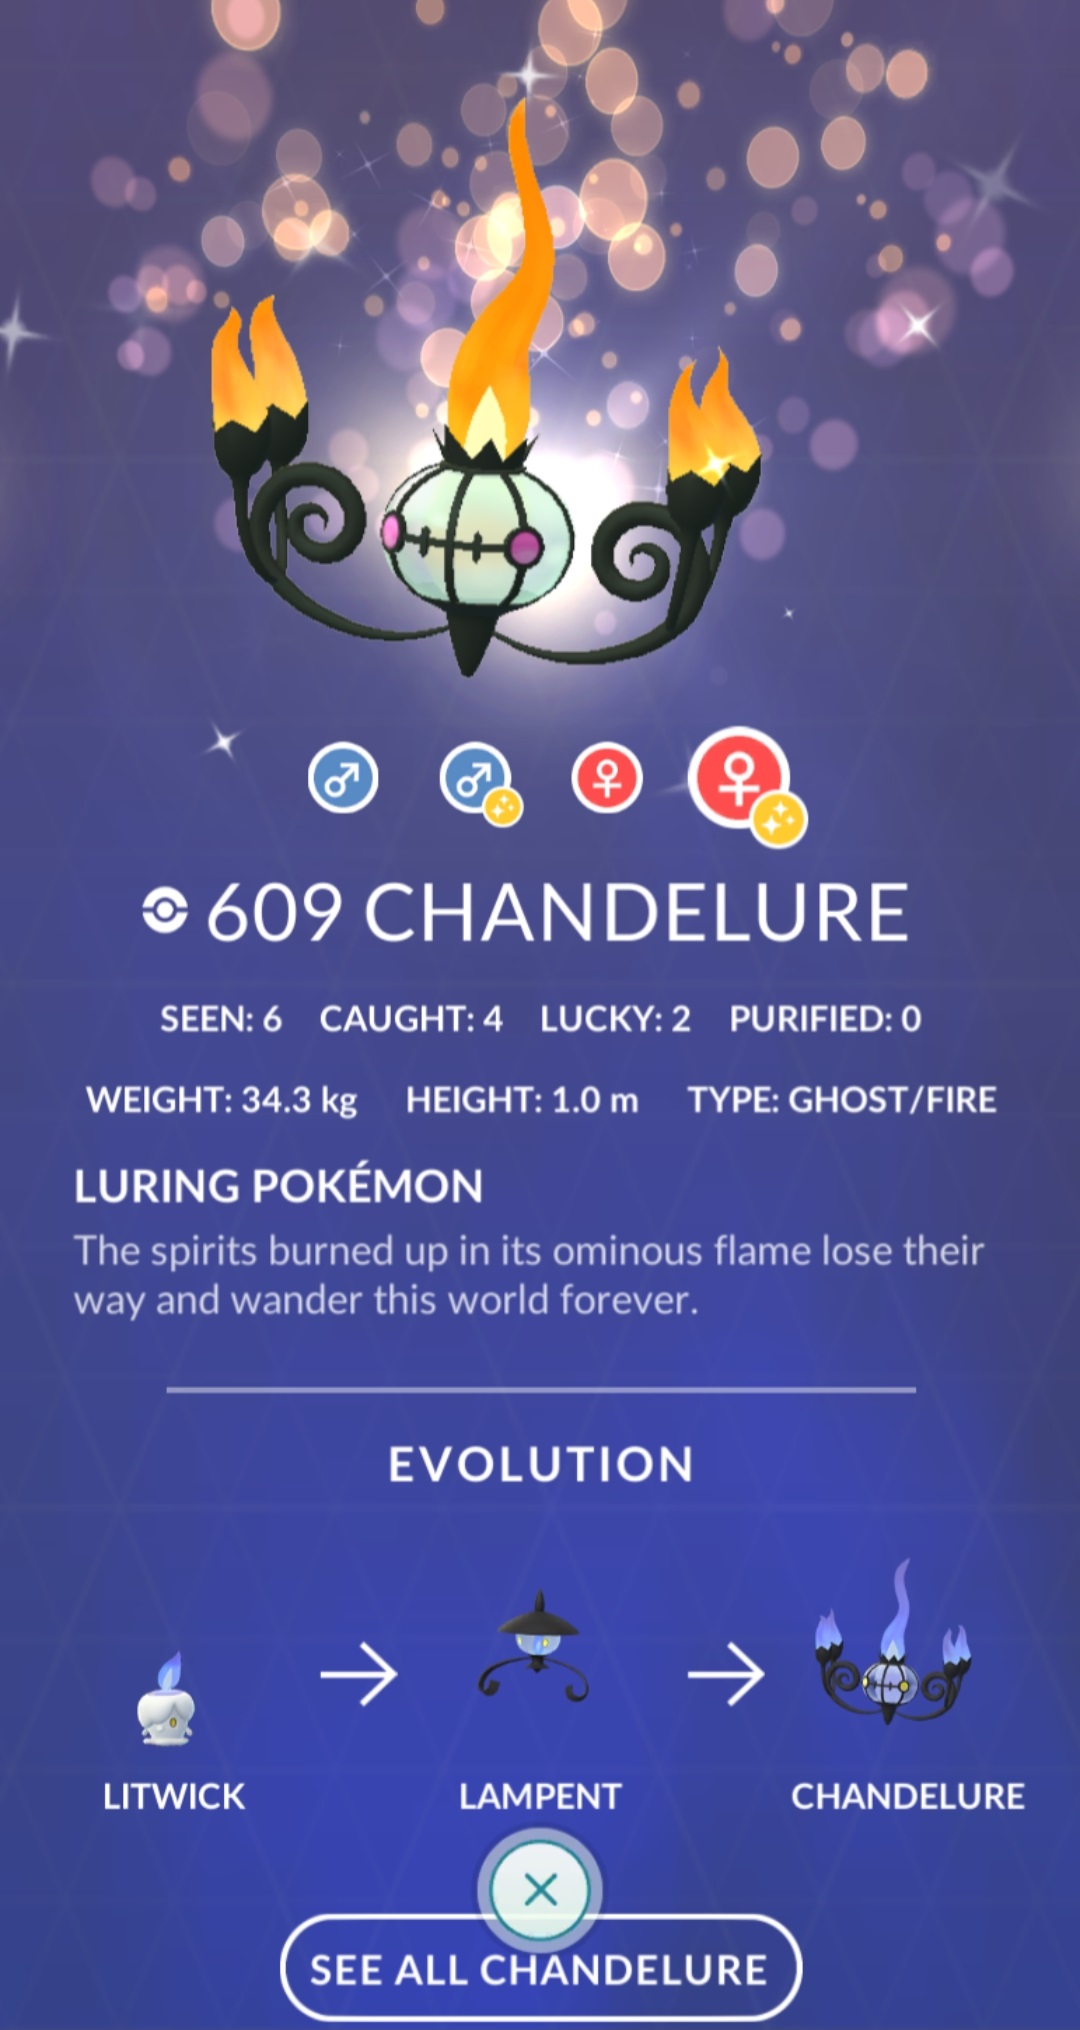 609 CHANDELURE
SEEN: 6 CAUGHT: 4 LUCKY: 2 PURIFIED: 0
WEIGHT: 34.3 kg HEIGHT: 1.0 m TYPE: GHOST/FIRE
LURING POKÉMON
The spirits burned up in its ominous flame lose their
way and wander this world forever.
EVOLUTION
LITWICK LAMPENT CHANDELURE
SEE ALL CHANDELURE